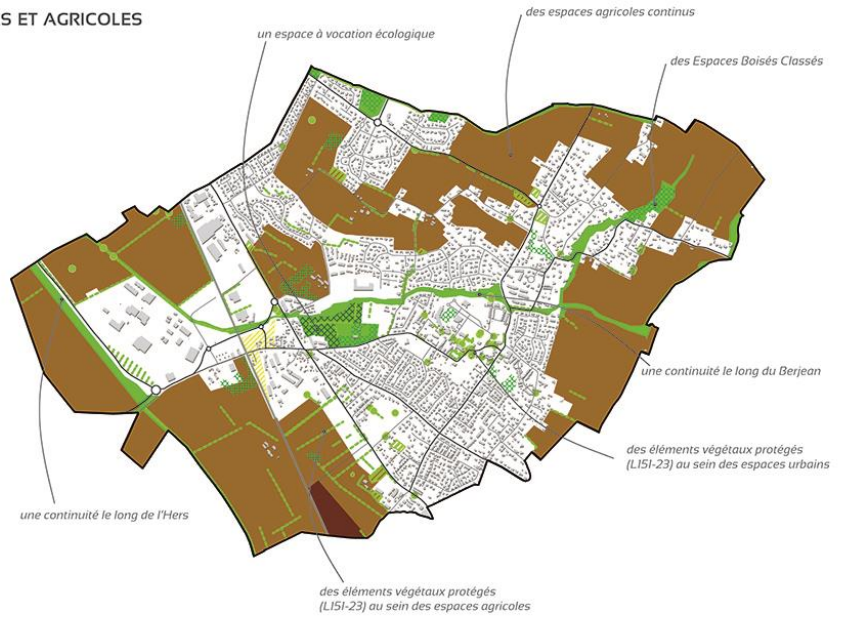 S ET AGRICOLES
des espaces agricoles continus
un espace à vocation écologique
des Espaces Boisés Classés
une continuité le long du Berjean
des éléments végétaux protégés
(L151-23) au sein des espaces urbains
une continuité le long de l'Hers
des éléments végétaux protégés
(L151-23) au sein des espaces agricoles